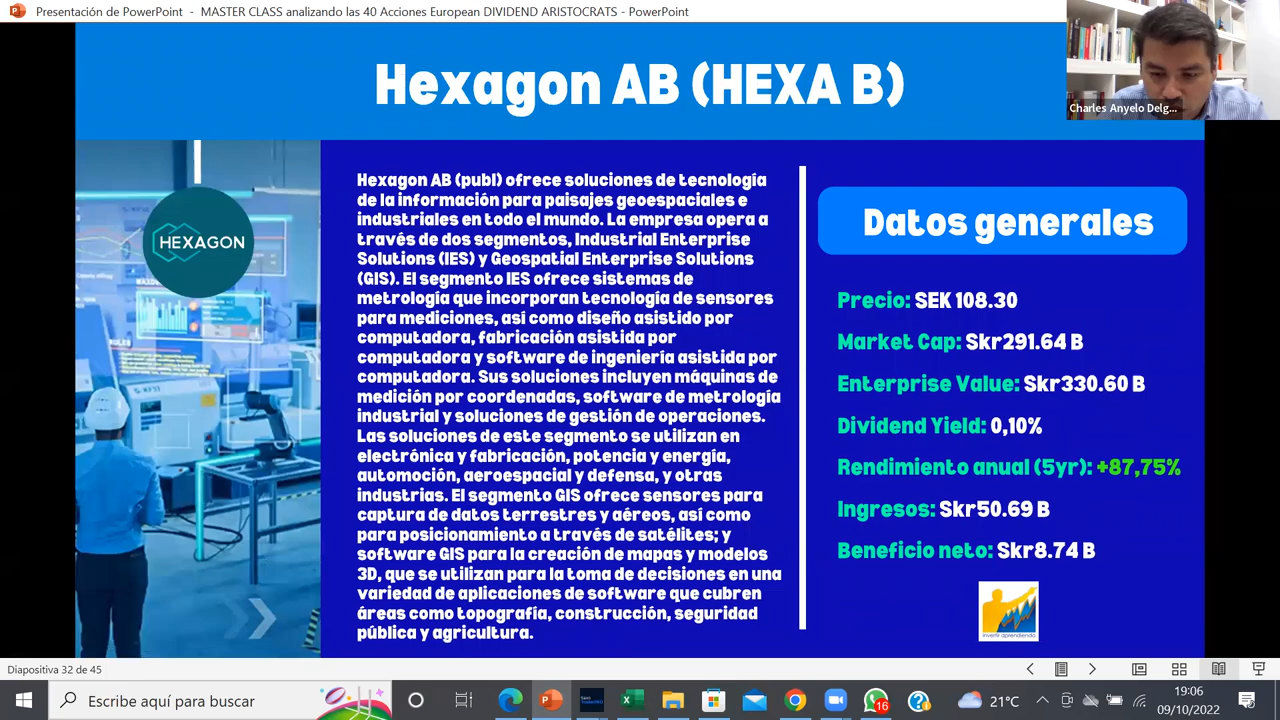 Presentación de PowerPoint - MASTER CLASS analizando las 40 Acciones European DIVIDEND ARISTOCRATS - PowerPoint
Charles Anyelo Delg...
Hexagon AB (HEXA B)
HEXAGON
Hexagon AB (publ) ofrece soluciones de tecnología
de la información para paisajes geoespaciales e
industriales en todo el mundo. La empresa opera a
través de dos segmentos, Industrial Enterprise
Solutions (IES) y Geospatial Enterprise Solutions
(GIS). El segmento IES ofrece sistemas de
metrología que incorporan tecnología de sensores
para mediciones, así como diseño asistido por
computadora, fabricación asistida por
computadora y software de ingeniería asistida por
computadora. Sus soluciones incluyen máquinas de
medición por coordenadas, software de metrología
industrial y soluciones de gestión de operaciones.
Las soluciones de este segmento se utilizan en
electrónica y fabricación, potencia y energía,
automoción, aeroespacial y defensa, y otras
industrias. El segmento GIS ofrece sensores para
captura de datos terrestres y aéreos, así como
para posicionamiento a través de satélites; y
software GIS para la creación de mapas y modelos
3D, que se utilizan para la toma de decisiones en una
variedad de aplicaciones de software que cubren
áreas como topografía, construcción, seguridad
pública y agricultura.
Datos generales
Precio: SEK 108.30
Market Cap: Skr291.64 B
Enterprise Value: Skr330.60 B
Dividend Yield: 0,10%
Rendimiento anual (5yr): +87,75%
Ingresos: Skr50.69 B
Beneficio neto: Skr8.74 B
invertir aprendiendo
Diapositiva 32 de 45
Escribe aquí para buscar
16
21°C
19:06
09/10/2022